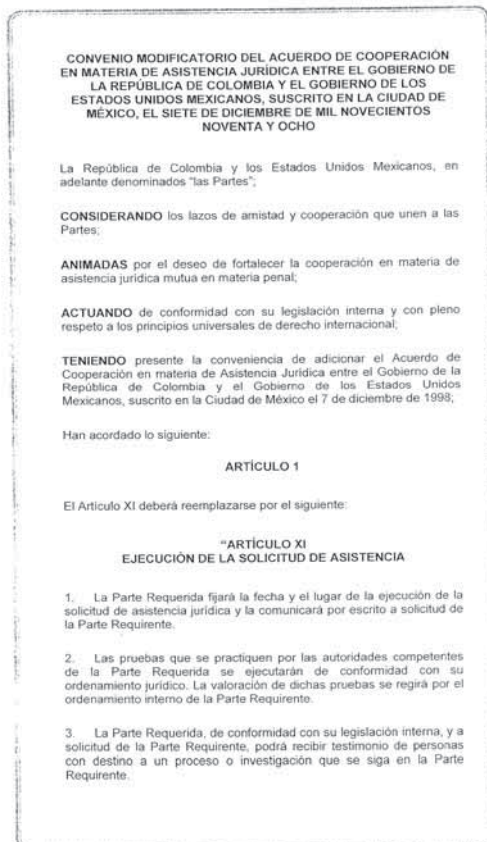 CONVENIO MODIFICATORIO DEL ACUERDO DE COOPERACIÓN
EN MATERIA DE ASISTENCIA JURÍDICA ENTRE EL GOBIERNO DE
LA REPÚBLICA DE COLOMBIA Y EL GOBIERNO DE LOS
ESTADOS UNIDOS MEXICANOS, SUSCRITO EN LA CIUDAD DE
MÉXICO, EL SIETE DE DICIEMBRE DE MIL NOVECIENTOS
NOVENTA Y OCHO
La República de Colombia y los Estados Unidos Mexicanos, en
adelante denominados "las Partes";
CONSIDERANDO los lazos de amistad y cooperación que unen a las
Partes;
ANIMADAS por el deseo de fortalecer la cooperación en materia de
asistencia jurídica mutua en materia penal;
ACTUANDO de conformidad con su legislación interna y con pleno
respeto a los principios universales de derecho internacional;
TENIENDO presente la conveniencia de adicionar el Acuerdo de
Cooperación en materia de Asistencia Jurídica entre el Gobierno de la
República de Colombia y el Gobierno de los Estados Unidos
Mexicanos, suscrito en la Ciudad de México el 7 de diciembre de 1998;
Han acordado lo siguiente:
ARTÍCULO 1
El Artículo XI deberá reemplazarse por el siguiente:
"ARTÍCULO XI
EJECUCIÓN DE LA SOLICITUD DE ASISTENCIA
1. La Parte Requerida fijará la fecha y el lugar de la ejecución de la
solicitud de asistencia jurídica y la comunicará por escrito a solicitud de
la Parte Requirente.
2. Las pruebas que se practiquen por las autoridades competentes
de la Parte Requerida se ejecutarán de conformidad con su
ordenamiento jurídico. La valoración de dichas pruebas se regirá por el
ordenamiento interno de la Parte Requirente.
3. La Parte Requerida, de conformidad con su legislación interna, y a
solicitud de la Parte Requirente, podrá recibir testimonio de personas
con destino a un proceso o investigación que se siga en la Parte
Requirente.